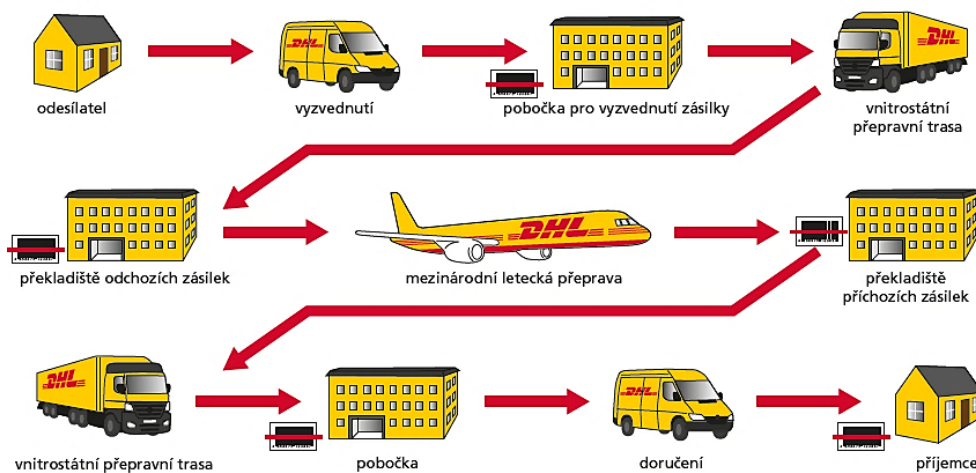 DHL
DHL
odesílatel
vyzvednutí
pobočka pro vyzvednutí zásilky
vnitrostátní
přepravní trasa
DHL
překladiště odchozích zásilek
mezinárodní letecká přeprava
překladiště
příchozích zásilek
DHL
DHL
vnitrostátní přepravní trasa
pobočka
doručení
příjemce